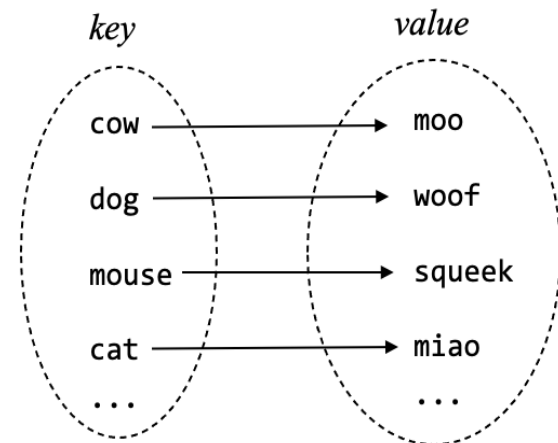 key value
cow moo
dog woof
mouse squeek
cat miao
... ...